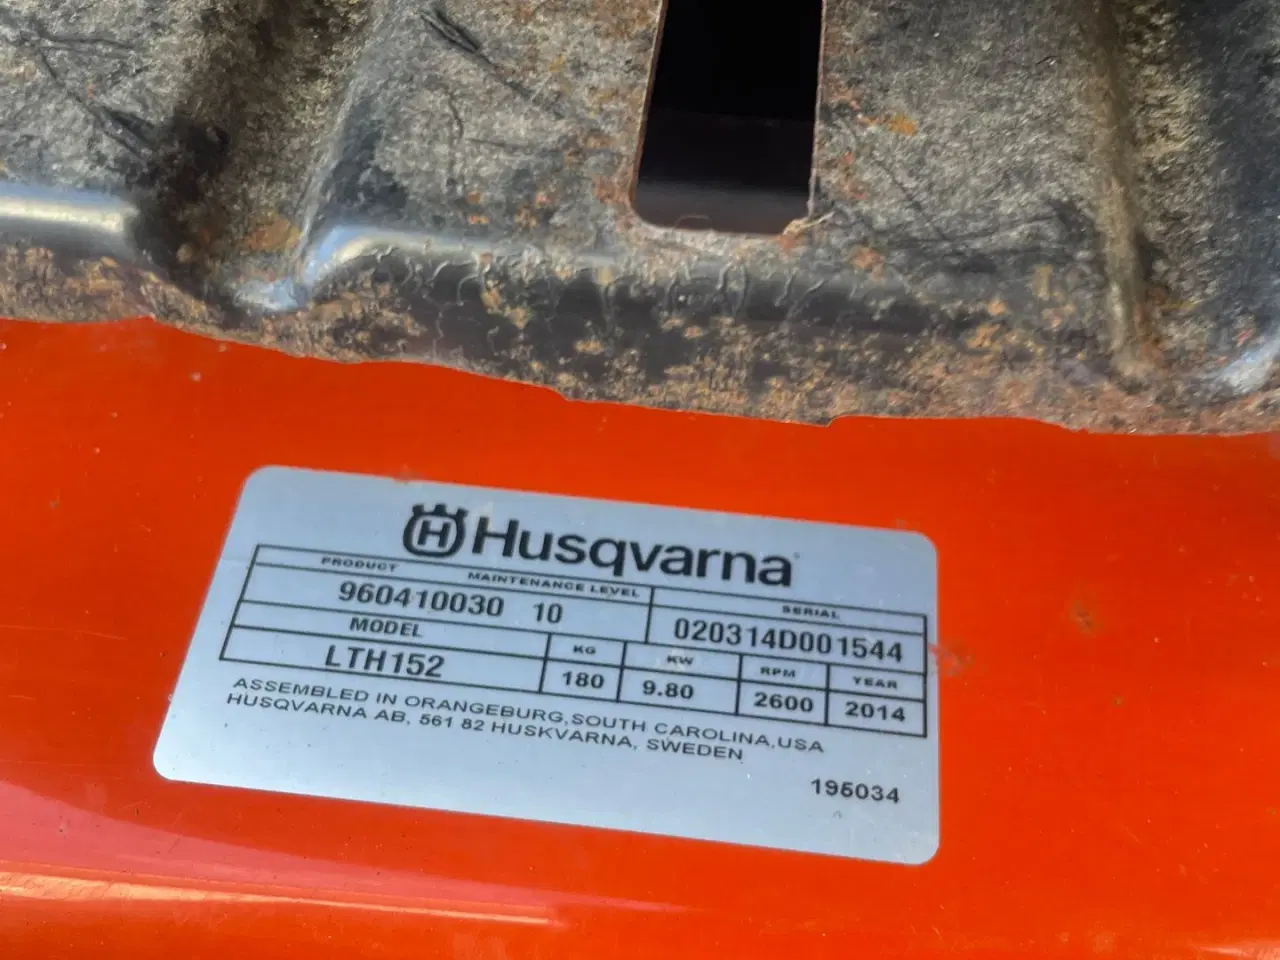 H Husqvarna
PRODUCT MAINTENANCE LEVEL SERIAL
960410030 10 020314D001544
MODEL KG KW RPM YEAR
LTH152 180 9.80 2600 2014
ASSEMBLED IN ORANGEBURG,SOUTH CAROLINA,USA
HUSQVARNA AB, 561 82 HUSKVARNA, SWEDEN
195034